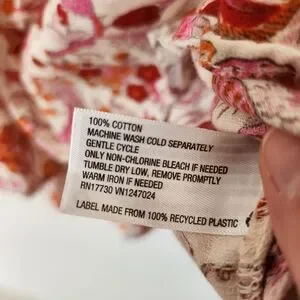 100% COTTON
MACHINE WASH COLD SEPARATELY
GENTLE CYCLE
ONLY NON-CHLORINE BLEACH IF NEEDED
TUMBLE DRY LOW, REMOVE PROMPTLY
WARM IRON IF NEEDED
RN17730 VN1247024
LABEL MADE FROM 100% RECYCLED PLASTIC